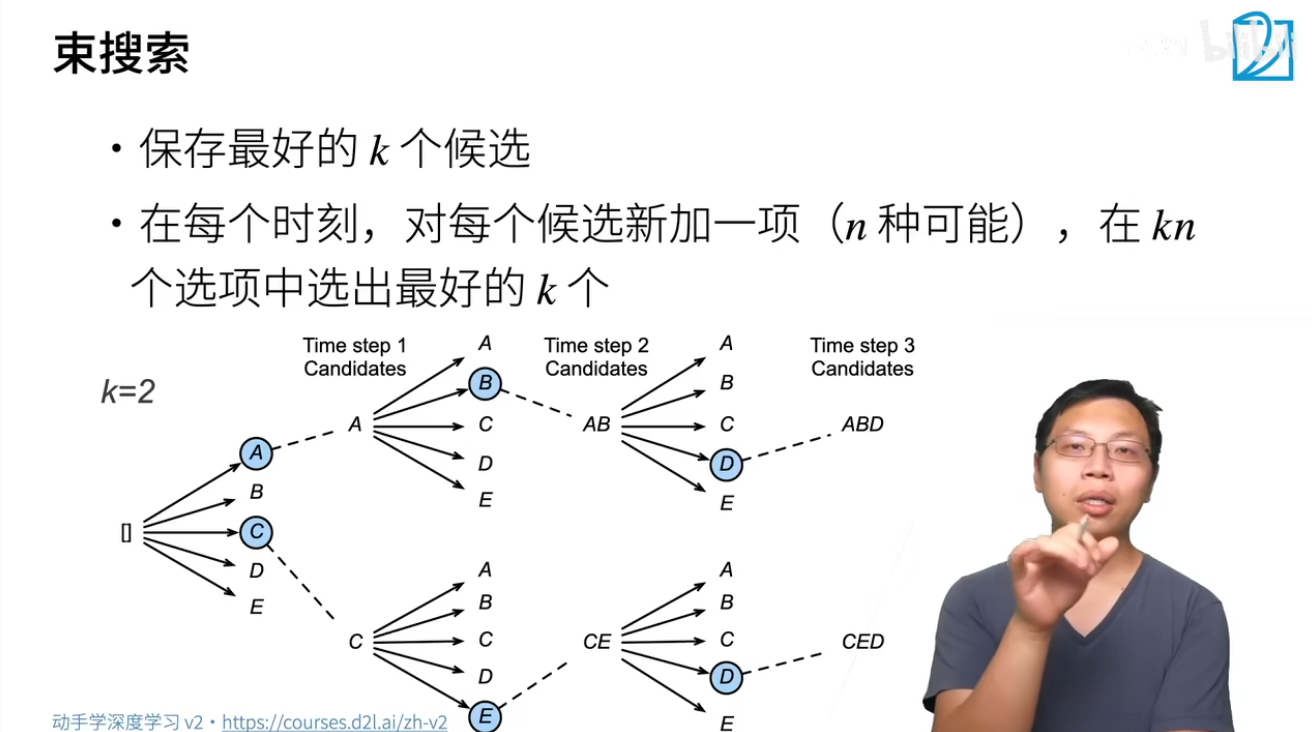 束搜索
• 保存最好的 k 个候选
• 在每个时刻，对每个候选新加一项（n 种可能），在 kn
个选项中选出最好的 k 个
k=2
Time step 1
Candidates
Time step 2
Candidates
Time step 3
Candidates
[]
A
B
C
D
E
A
A
B
C
D
E
AB
A
B
C
D
E
ABD
C
A
B
C
D
E
CE
A
B
C
D
E
CED
动手学深度学习 v2 • https://courses.d2l.ai/zh-v2